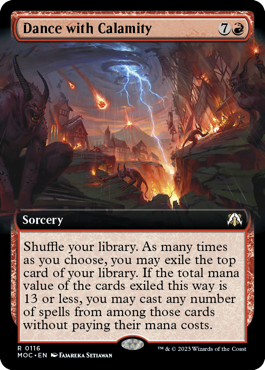 Dance with Calamity 7
Sorcery
Shuffle your library. As many times
as you choose, you may exile the top
card of your library. If the total mana
value of the cards exiled this way is
13 or less, you may cast any number
of spells from among those cards
without paying their mana costs.
R 0116
MOC • EN FAJAREKA SETIAWAN
™ & © 2023 Wizards of the Coast